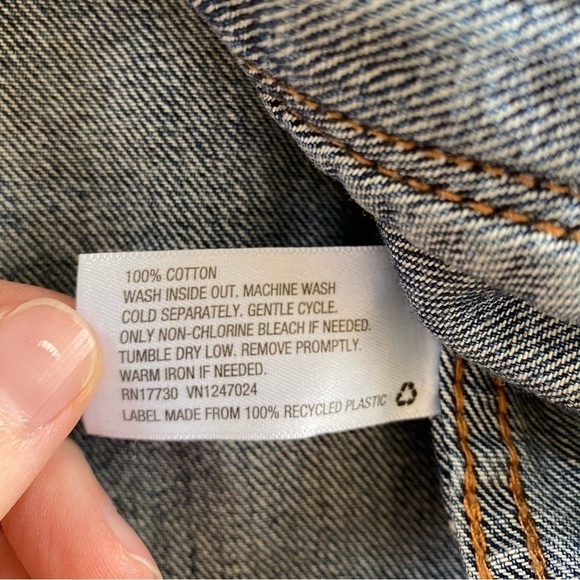 100% COTTON
WASH INSIDE OUT. MACHINE WASH
COLD SEPARATELY. GENTLE CYCLE.
ONLY NON-CHLORINE BLEACH IF NEEDED.
TUMBLE DRY LOW. REMOVE PROMPTLY.
WARM IRON IF NEEDED.
RN17730 VN1247024
LABEL MADE FROM 100% RECYCLED PLASTIC